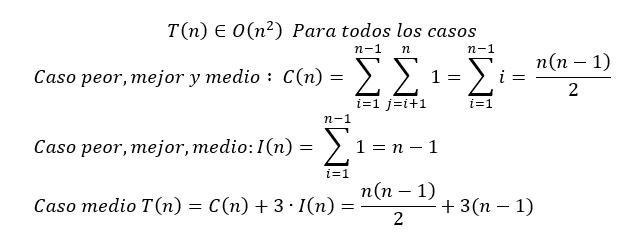 T(n) ∈ O(n²) Para todos los casos
Caso peor, mejor y medio : C(n) = ∑_{i=1}^{n-1} ∑_{j=i+1}^{n} 1 = ∑_{i=1}^{n-1} i = n(n − 1)/2
Caso peor, mejor, medio: I(n) = ∑_{i=1}^{n-1} 1 = n − 1
Caso medio T(n) = C(n) + 3 · I(n) = n(n − 1)/2 + 3(n − 1)